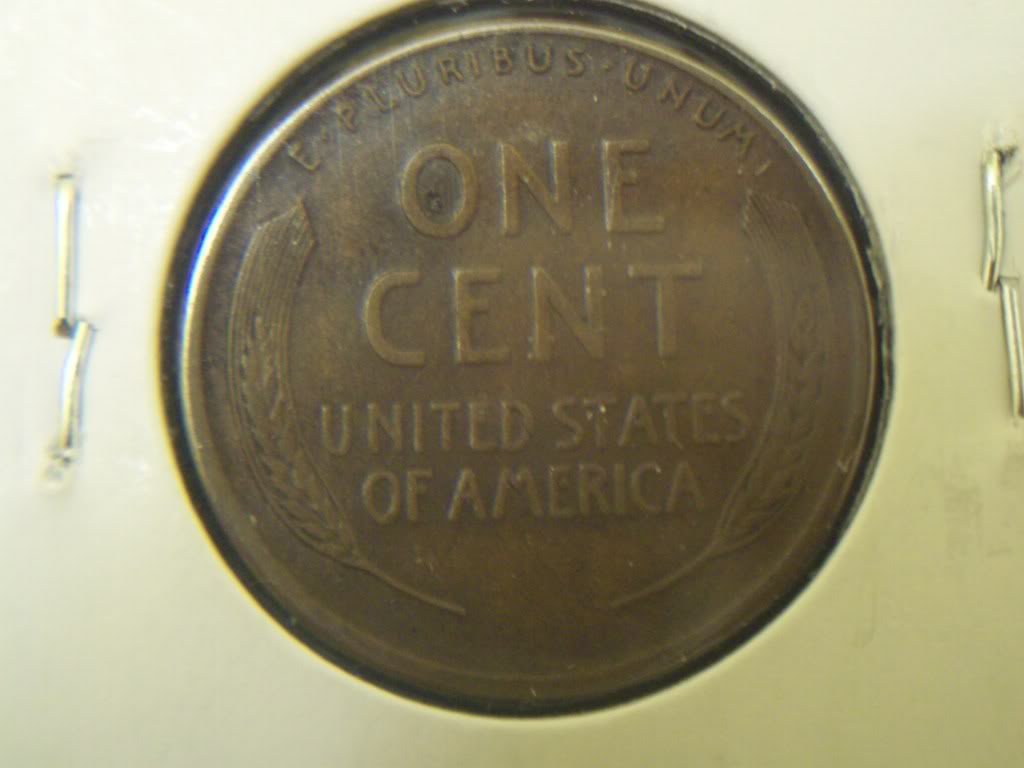 E·PLURIBUS·UNUM
ONE
CENT
UNITED STATES
OF AMERICA